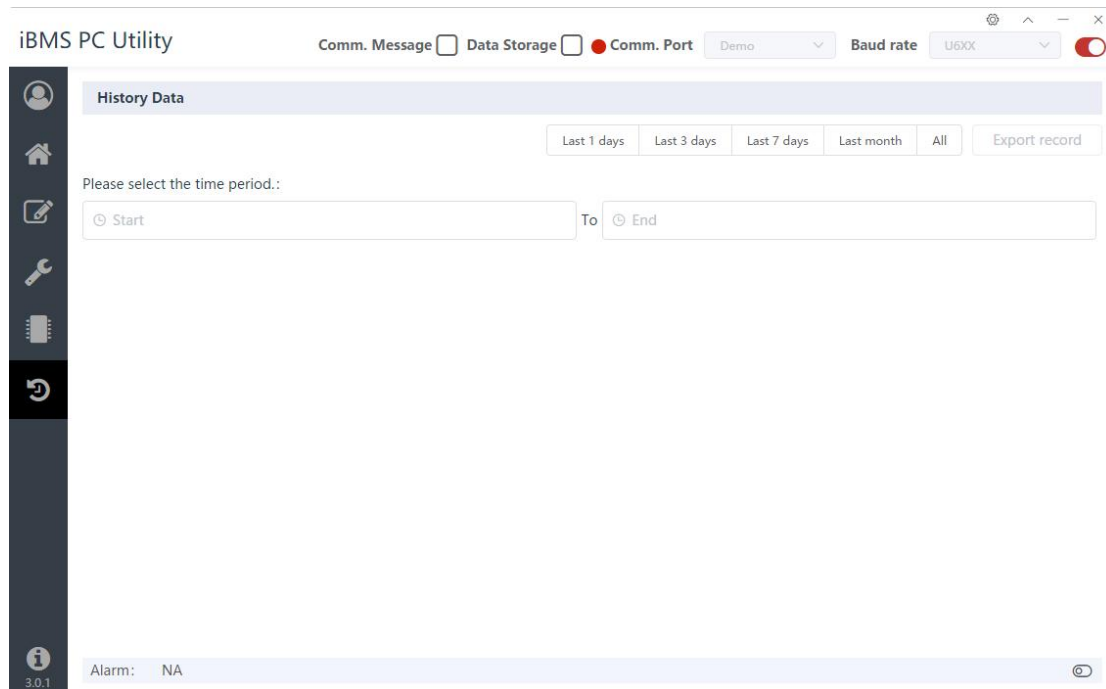 iBMS PC Utility
Comm. Message Data Storage Comm. Port Demo Baud rate U6XX
History Data
Last 1 days Last 3 days Last 7 days Last month All Export record
Please select the time period.:
Start To End
Alarm: NA
3.0.1